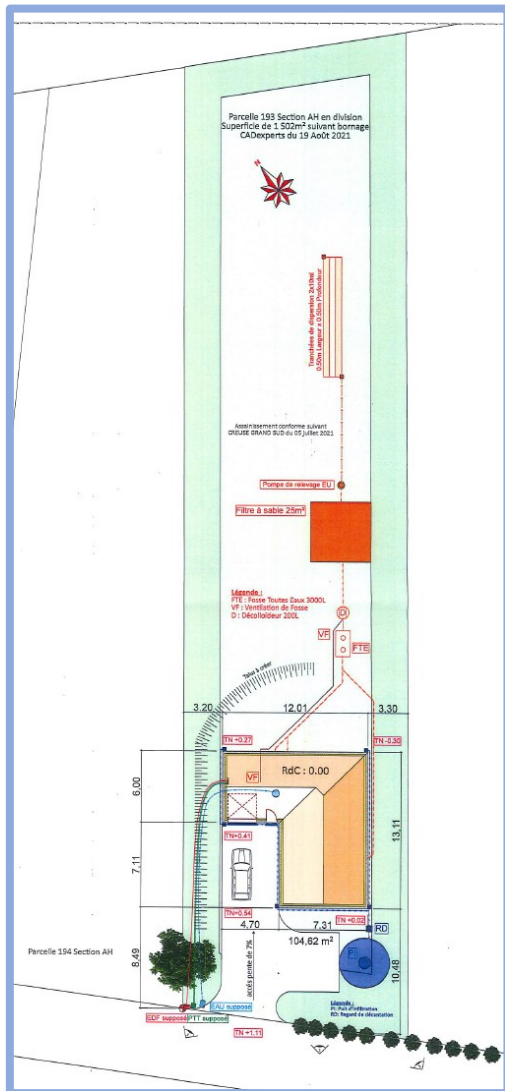 Parcelle 193 Section AH en division
Superficie de 1 502m² suivant bornage
CADexperts du 19 Août 2021
N
Tranchées de dispersion 2x10ml
0.50m Largeur x 0.50m Profondeur
Assainissement conforme suivant
CREUSE GRAND SUD du 05 juillet 2021
Pompe de relevage EU
Filtre à sable 25m²
Légende :
FTE : Fosse Toutes Eaux 3000L
VF : Ventilation de Fosse
D : Décolloïdeur 200L
D
VF
FTE
Talus à créer
3.20
12,01
3.30
TN +0.27
TN -0.30
6,00
RdC : 0.00
VF
13,11
TN+0.41
7,11
TN+0.54
TN +0.02
4,70
7,31
RD
104,62 m²
8,49
accès pente de 7%
PI
10,48
Parcelle 194 Section AH
Légende :
PI: Puit d'infiltration
RD: Regard de décantation
EAU supposé
EDF supposé
PTT supposé
TN +1.11